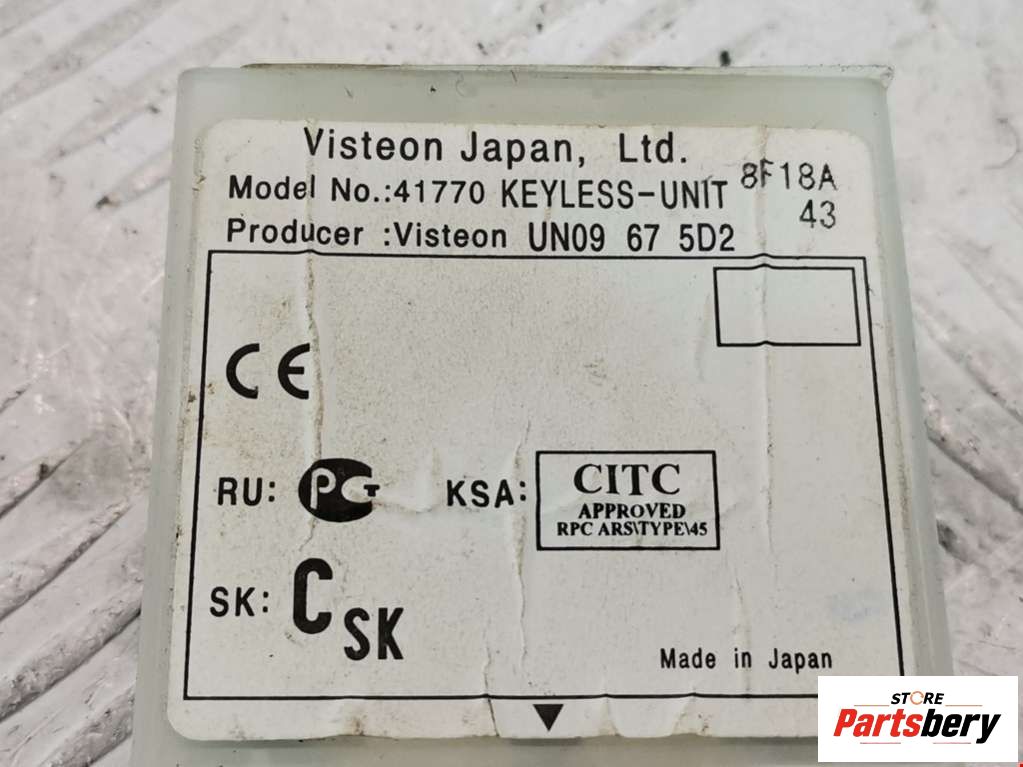 Visteon Japan, Ltd.
Model No.:41770 KEYLESS-UNIT 8F18A
43
Producer :Visteon UN09 67 5D2
CE
RU: PCT
KSA: CITC
APPROVED
RPC ARS\TYPE\45
SK: CSK
Made in Japan
STORE
Partsbery